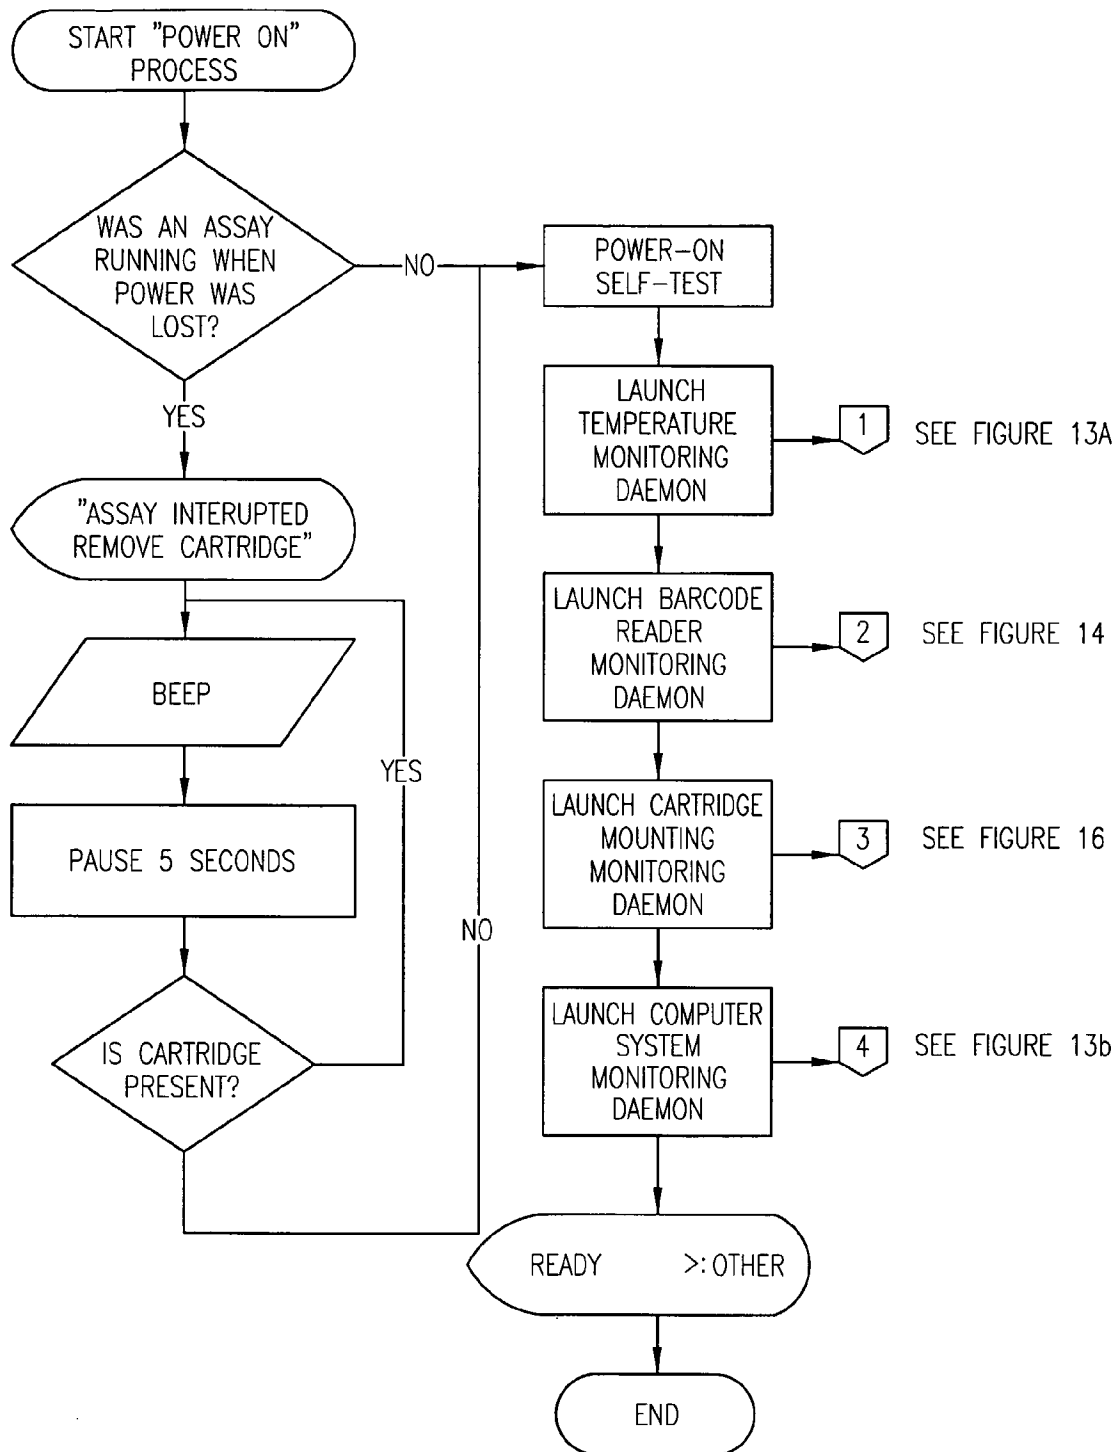 START "POWER ON"
PROCESS
WAS AN ASSAY
RUNNING WHEN
POWER WAS
LOST?
NO
YES
"ASSAY INTERUPTED
REMOVE CARTRIDGE"
BEEP
YES
PAUSE 5 SECONDS
NO
IS CARTRIDGE
PRESENT?
POWER-ON
SELF-TEST
LAUNCH
TEMPERATURE
MONITORING
DAEMON
1 SEE FIGURE 13A
LAUNCH BARCODE
READER
MONITORING
DAEMON
2 SEE FIGURE 14
LAUNCH CARTRIDGE
MOUNTING
MONITORING
DAEMON
3 SEE FIGURE 16
LAUNCH COMPUTER
SYSTEM
MONITORING
DAEMON
4 SEE FIGURE 13b
READY >:OTHER
END